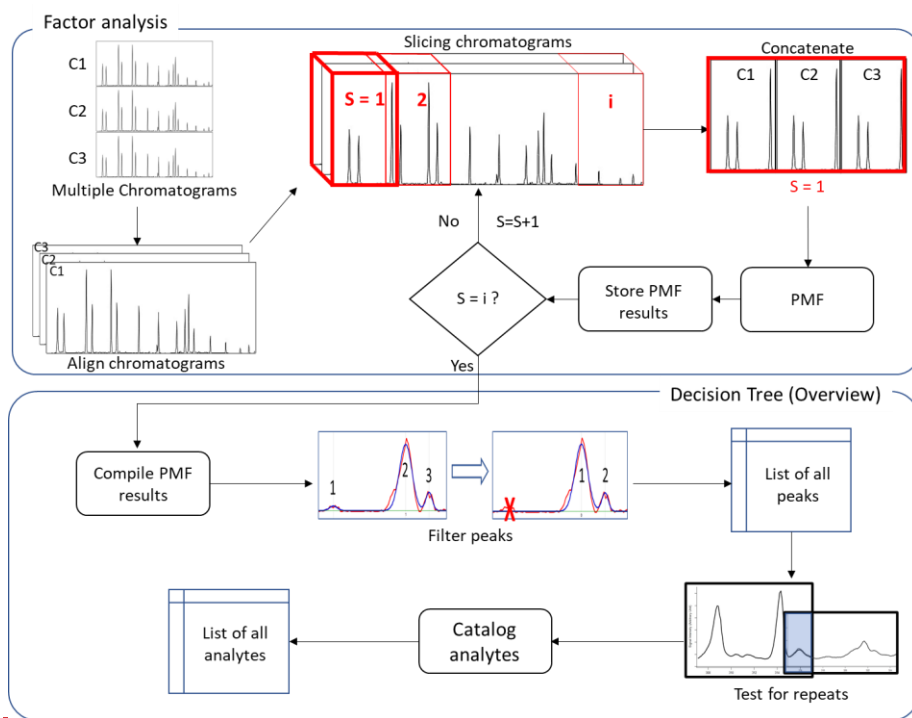 Factor analysis
C1
C2
C3
Multiple Chromatograms
C3
C2
C1
Align chromatograms
Slicing chromatograms
S = 1
2
i
Concatenate
C1
C2
C3
S = 1
No
S=S+1
S = i ?
Yes
Store PMF
results
PMF
Decision Tree (Overview)
Compile PMF
results
1
2
3
1
2
X
Filter peaks
List of all
peaks
Test for repeats
Catalog
analytes
List of all
analytes